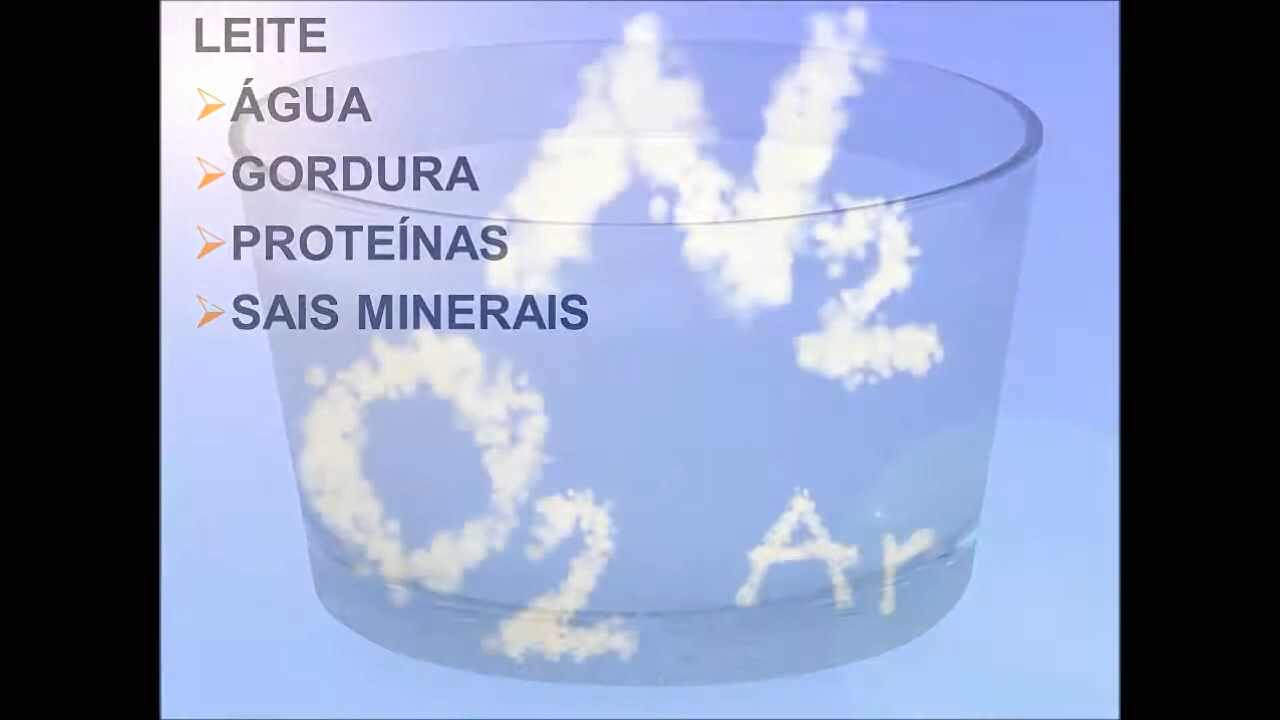 LEITE
ÁGUA
GORDURA
PROTEÍNAS
SAIS MINERAIS
N2
O2
Ar